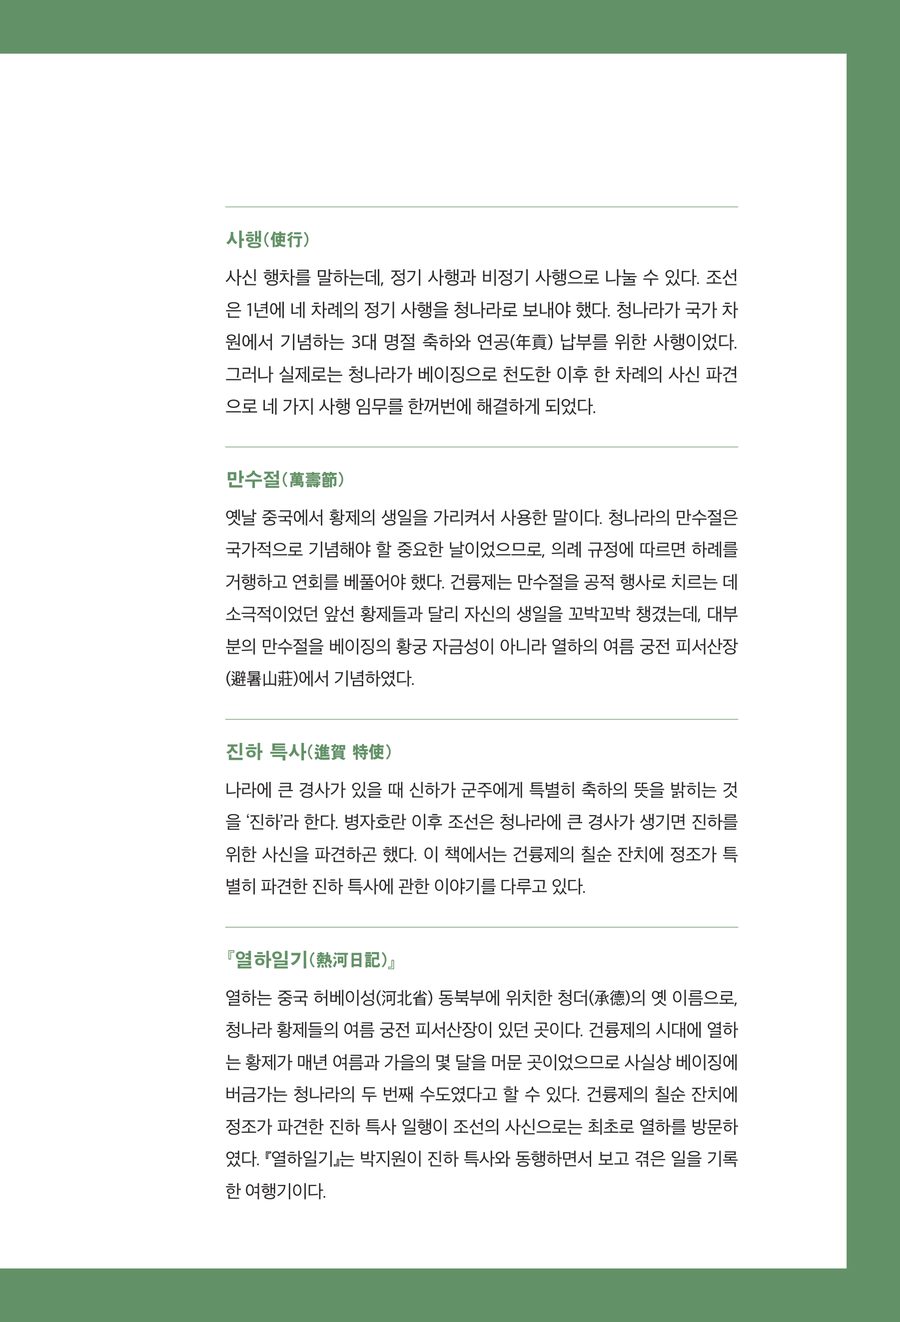 사행(使行)
사신 행차를 말하는데, 정기 사행과 비정기 사행으로 나눌 수 있다. 조선
은 1년에 네 차례의 정기 사행을 청나라로 보내야 했다. 청나라가 국가 차
원에서 기념하는 3대 명절 축하와 연공(年貢) 납부를 위한 사행이었다.
그러나 실제로는 청나라가 베이징으로 천도한 이후 한 차례의 사신 파견
으로 네 가지 사행 임무를 한꺼번에 해결하게 되었다.
만수절(萬壽節)
옛날 중국에서 황제의 생일을 가리켜서 사용한 말이다. 청나라의 만수절은
국가적으로 기념해야 할 중요한 날이었으므로, 의례 규정에 따르면 하례를
거행하고 연회를 베풀어야 했다. 건륭제는 만수절을 공적 행사로 치르는 데
소극적이었던 앞선 황제들과 달리 자신의 생일을 꼬박꼬박 챙겼는데, 대부
분의 만수절을 베이징의 황궁 자금성이 아니라 열하의 여름 궁전 피서산장
(避暑山莊)에서 기념하였다.
진하 특사(進賀 特使)
나라에 큰 경사가 있을 때 신하가 군주에게 특별히 축하의 뜻을 밝히는 것
을 ‘진하’라 한다. 병자호란 이후 조선은 청나라에 큰 경사가 생기면 진하를
위한 사신을 파견하곤 했다. 이 책에서는 건륭제의 칠순 잔치에 정조가 특
별히 파견한 진하 특사에 관한 이야기를 다루고 있다.
『열하일기(熱河日記)』
열하는 중국 허베이성(河北省) 동북부에 위치한 청더(承德)의 옛 이름으로,
청나라 황제들의 여름 궁전 피서산장이 있던 곳이다. 건륭제의 시대에 열하
는 황제가 매년 여름과 가을의 몇 달을 머문 곳이었으므로 사실상 베이징에
버금가는 청나라의 두 번째 수도였다고 할 수 있다. 건륭제의 칠순 잔치에
정조가 파견한 진하 특사 일행이 조선의 사신으로는 최초로 열하를 방문하
였다. 『열하일기』는 박지원이 진하 특사와 동행하면서 보고 겪은 일을 기록
한 여행기이다.